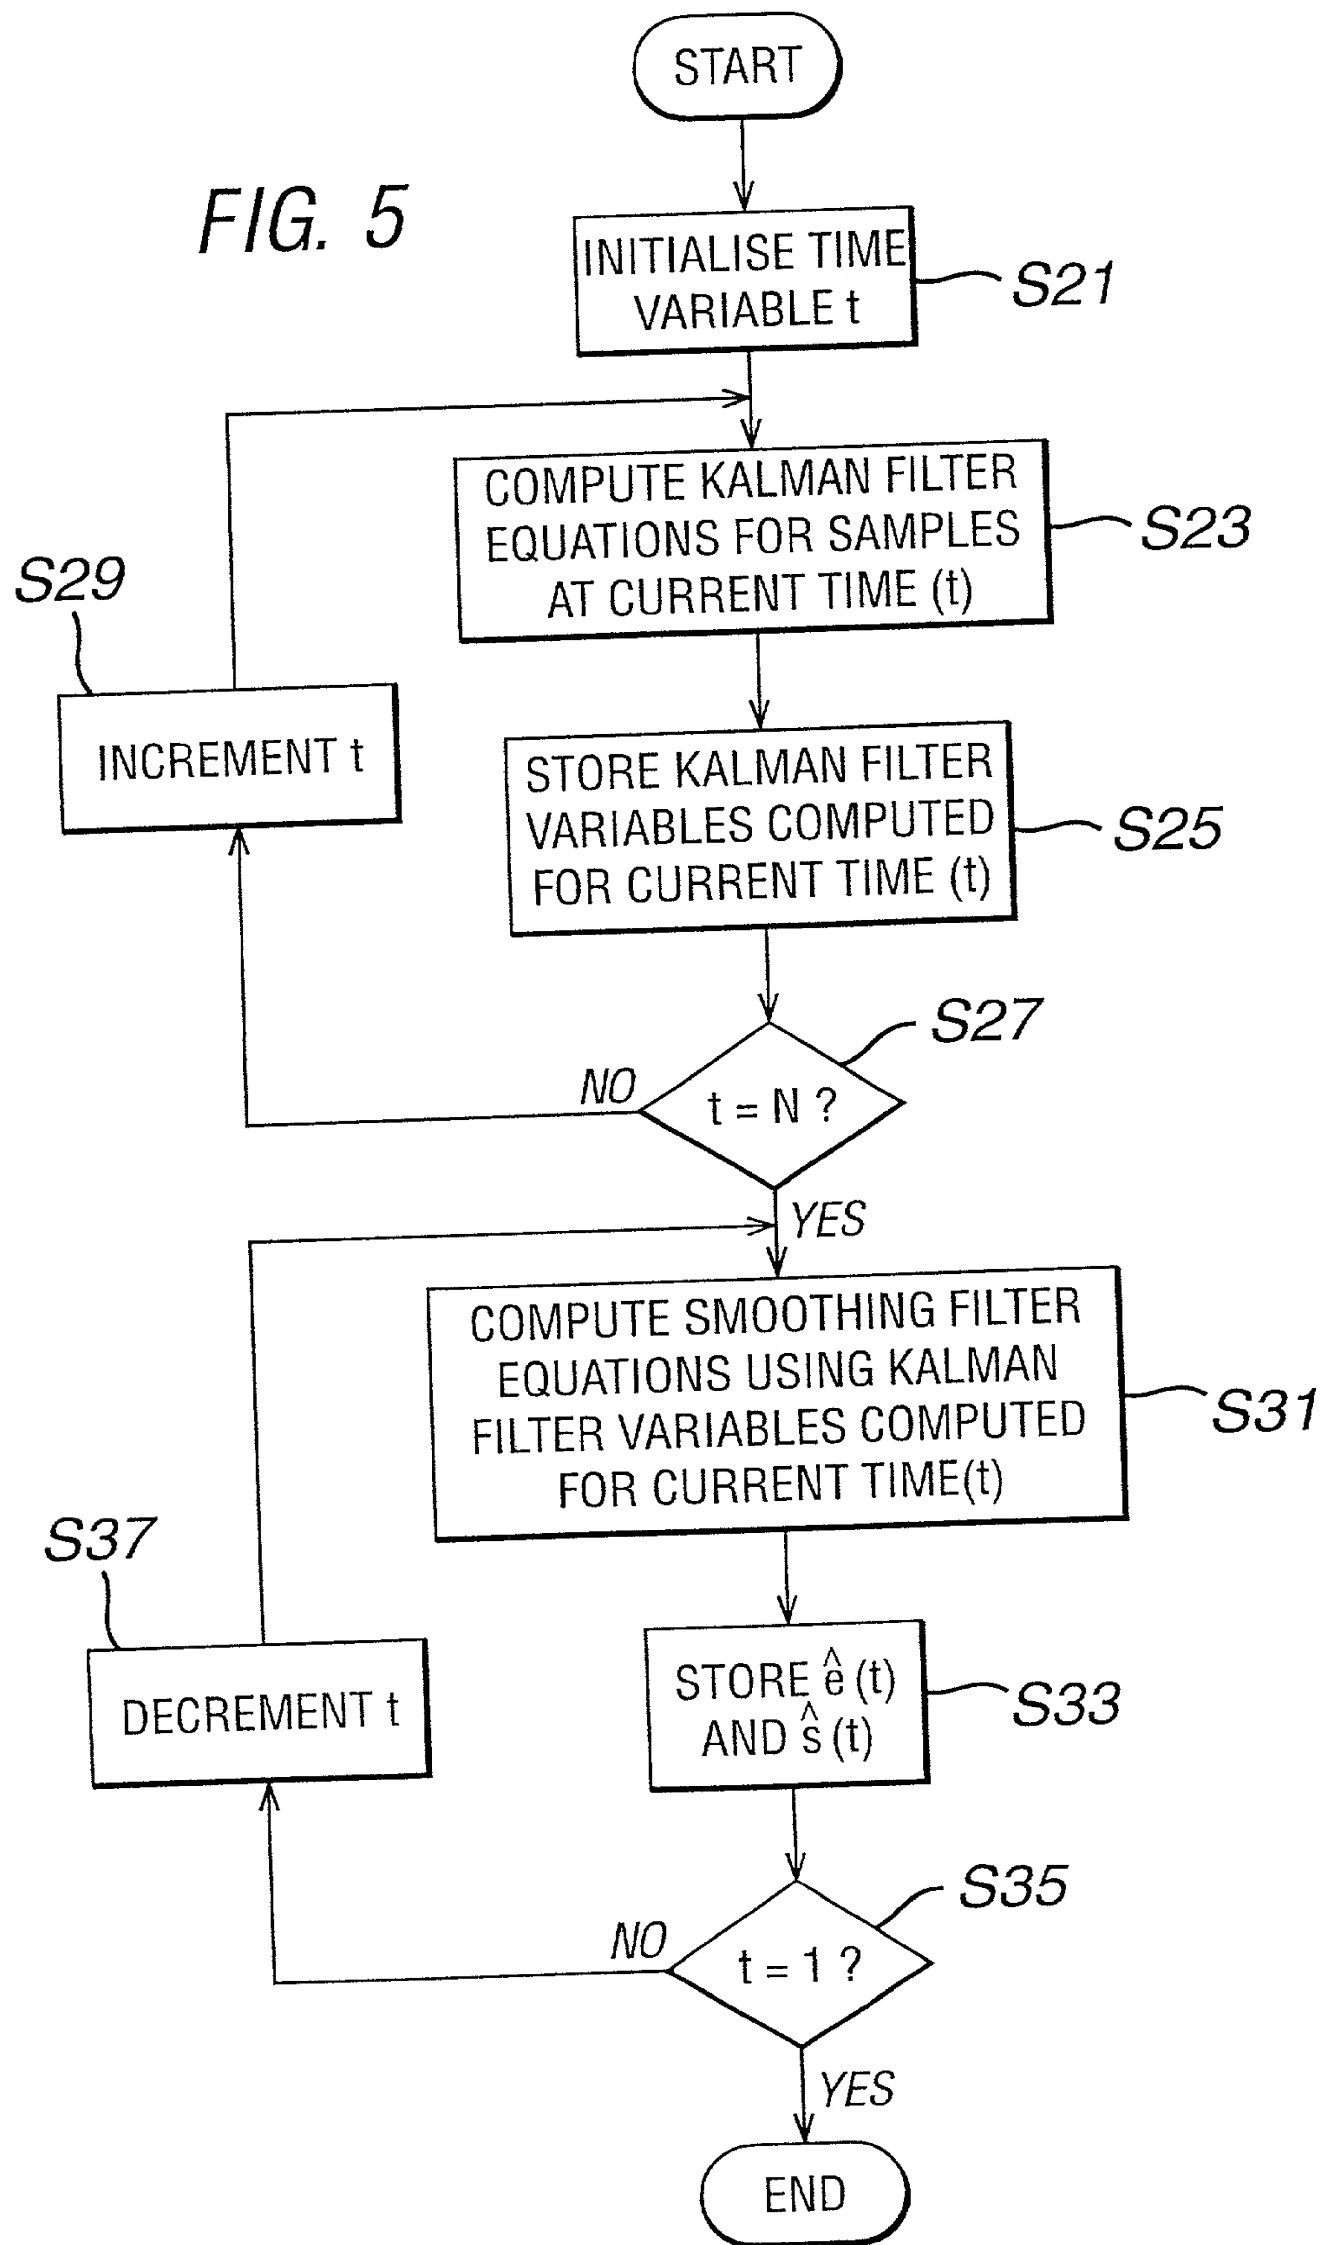 START
FIG. 5
INITIALISE TIME
VARIABLE t
S21
COMPUTE KALMAN FILTER
EQUATIONS FOR SAMPLES
AT CURRENT TIME (t)
S23
S29
INCREMENT t
STORE KALMAN FILTER
VARIABLES COMPUTED
FOR CURRENT TIME (t)
S25
S27
NO
t = N ?
YES
COMPUTE SMOOTHING FILTER
EQUATIONS USING KALMAN
FILTER VARIABLES COMPUTED
FOR CURRENT TIME(t)
S31
S37
DECREMENT t
STORE ê (t)
AND ŝ (t)
S33
S35
NO
t = 1 ?
YES
END